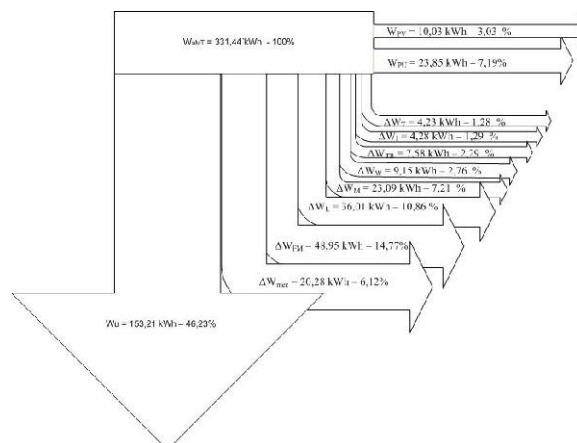 WabsT = 331,44 kWh - 100%
WPV = 10,03 kWh – 3,03 %
WPU = 23,85 kWh – 7,19%
ΔWT = 4,23 kWh – 1,28 %
ΔWI = 4,28 kWh – 1,29 %
ΔWTR = 7,58 kWh – 2,29 %
ΔWW = 9,15 kWh – 2,76 %
ΔWM = 23,09 kWh – 7,21 %
ΔWL = 36,01 kWh – 10,86 %
ΔWEM – 48,95 kWh – 14,77%
ΔWmec = 20,28 kWh – 6,12%
Wu = 153,21 kWh – 46,23%